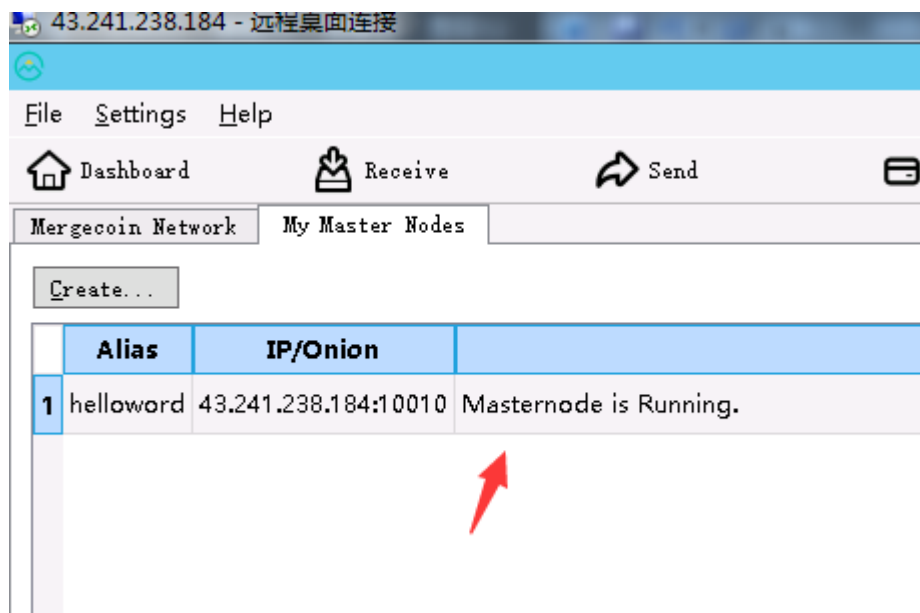 43.241.238.184 - 远程桌面连接
File Settings Help
Dashboard Receive Send
Mergecoin Network My Master Nodes
Create...
Alias IP/Onion
1 helloword 43.241.238.184:10010 Masternode is Running.